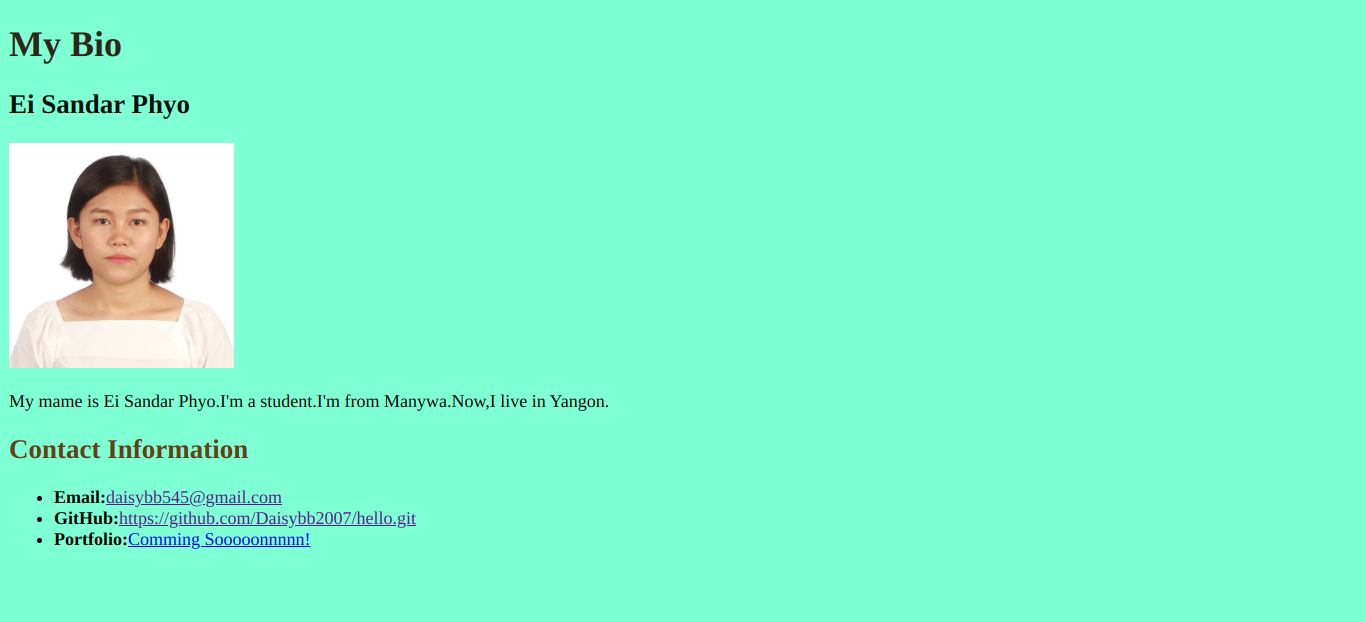 My Bio
Ei Sandar Phyo
My mame is Ei Sandar Phyo.I'm a student.I'm from Manywa.Now,I live in Yangon.
Contact Information
Email:daisybb545@gmail.com
GitHub:https://github.com/Daisybb2007/hello.git
Portfolio:Comming Sooooonnnnn!